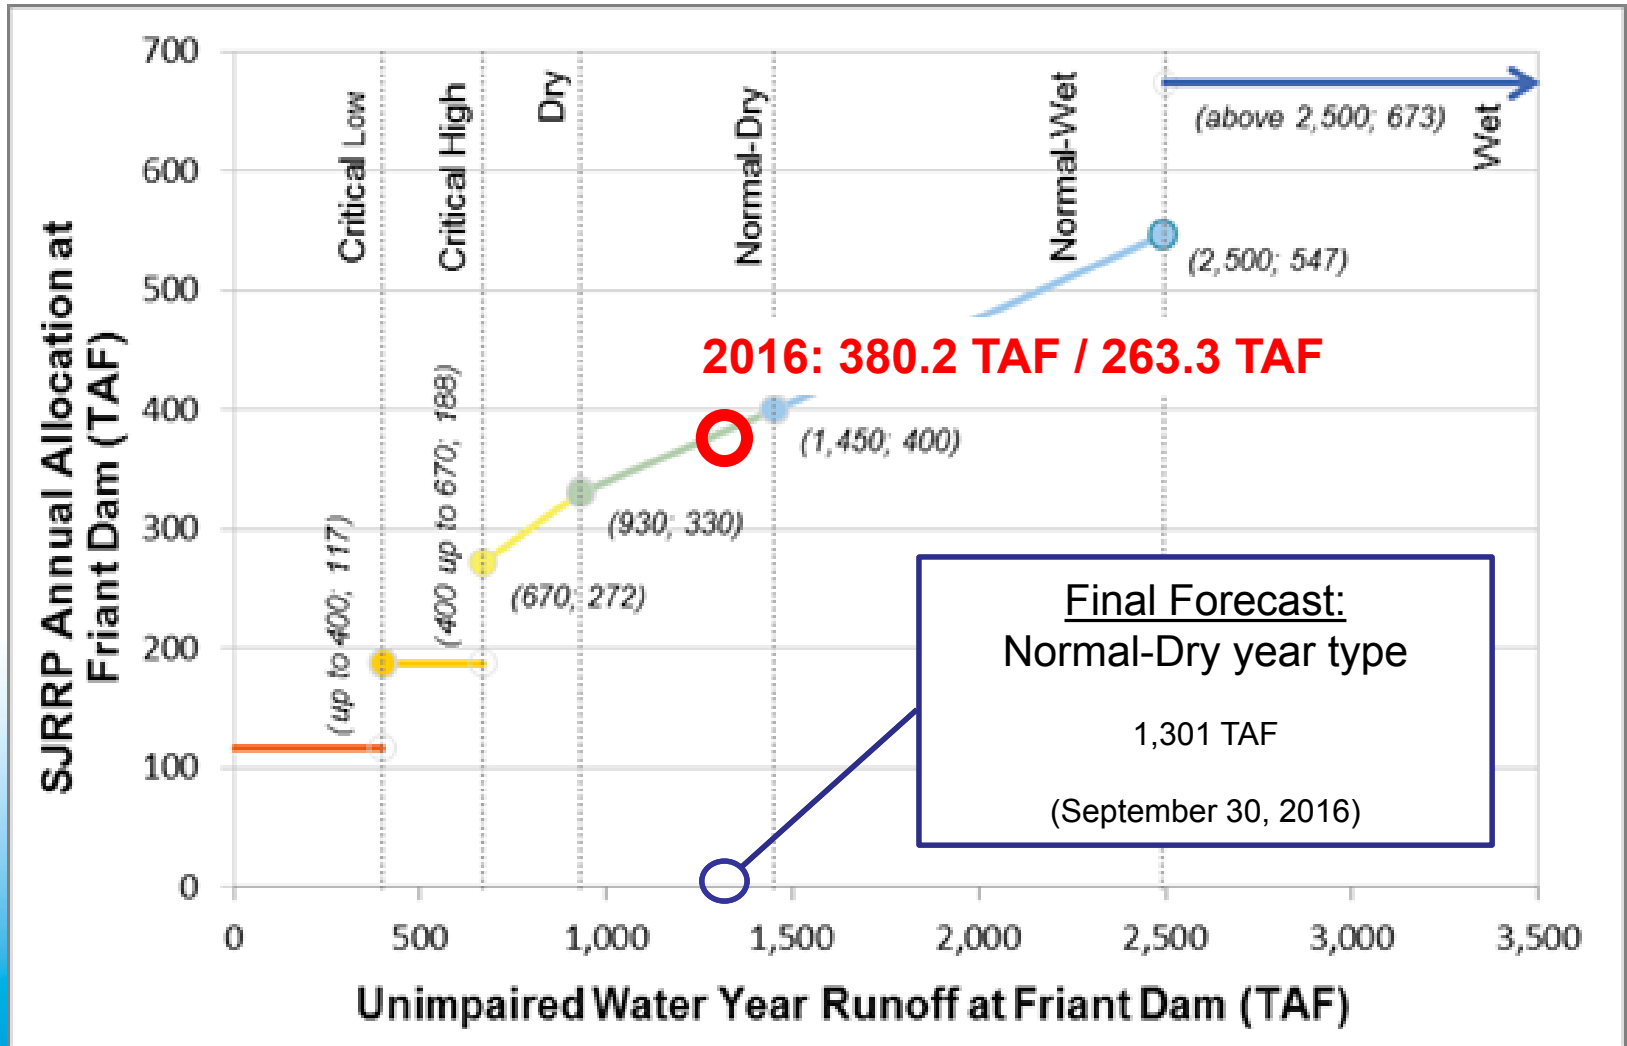 SJRRP Annual Allocation at
Friant Dam (TAF)
700
600
500
400
300
200
100
0
Critical Low
Critical High
Dry
Normal-Dry
Normal-Wet
Wet
(above 2,500; 673)
(2,500; 547)
2016: 380.2 TAF / 263.3 TAF
(1,450; 400)
(930; 330)
(670; 272)
(400 up to 670; 188)
(up to 400; 117)
Final Forecast:
Normal-Dry year type
1,301 TAF
(September 30, 2016)
0
500
1,000
1,500
2,000
2,500
3,000
3,500
Unimpaired Water Year Runoff at Friant Dam (TAF)